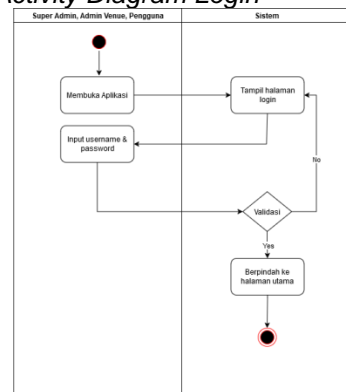 Activity Diagram Login
Super Admin, Admin Venue, Pengguna
Sistem
Membuka Aplikasi
Tampil halaman
login
Input username &
password
No
Validasi
Yes
Berpindah ke
halaman utama